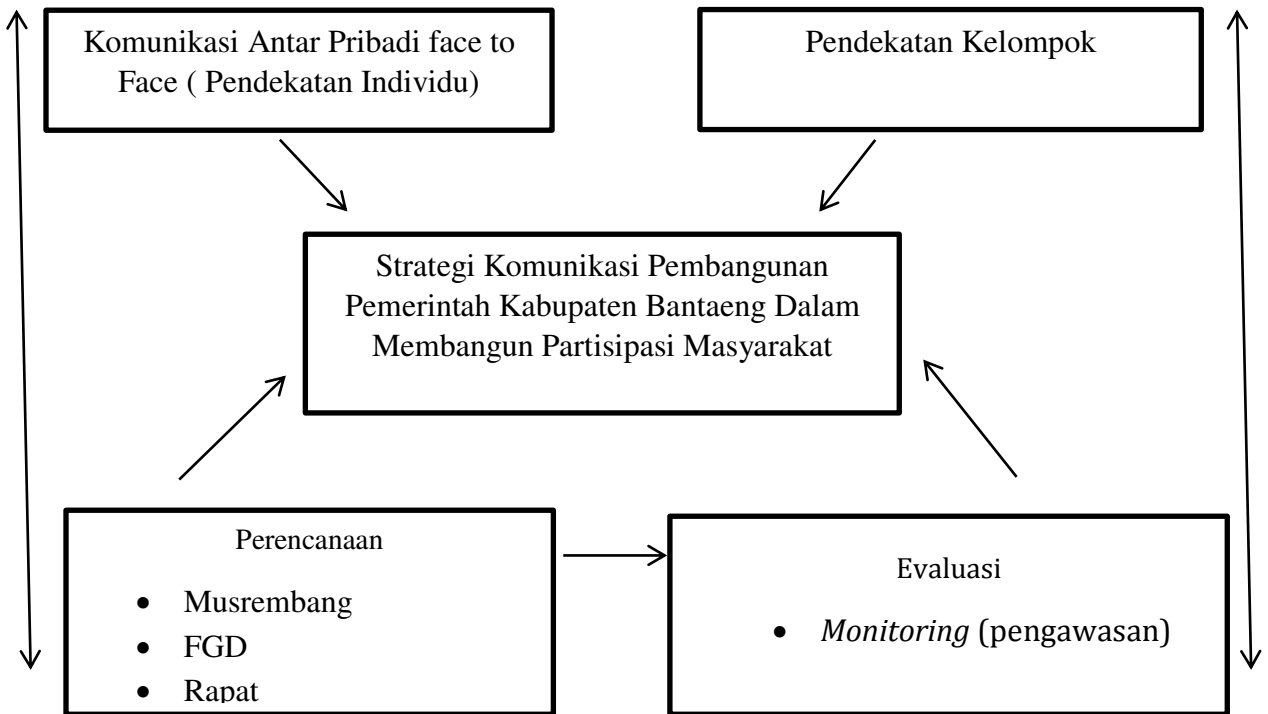 Komunikasi Antar Pribadi face to
Face ( Pendekatan Individu)
Pendekatan Kelompok
Strategi Komunikasi Pembangunan
Pemerintah Kabupaten Bantaeng Dalam
Membangun Partisipasi Masyarakat
Perencanaan
• Musrembang
• FGD
• Rapat
Evaluasi
• Monitoring (pengawasan)